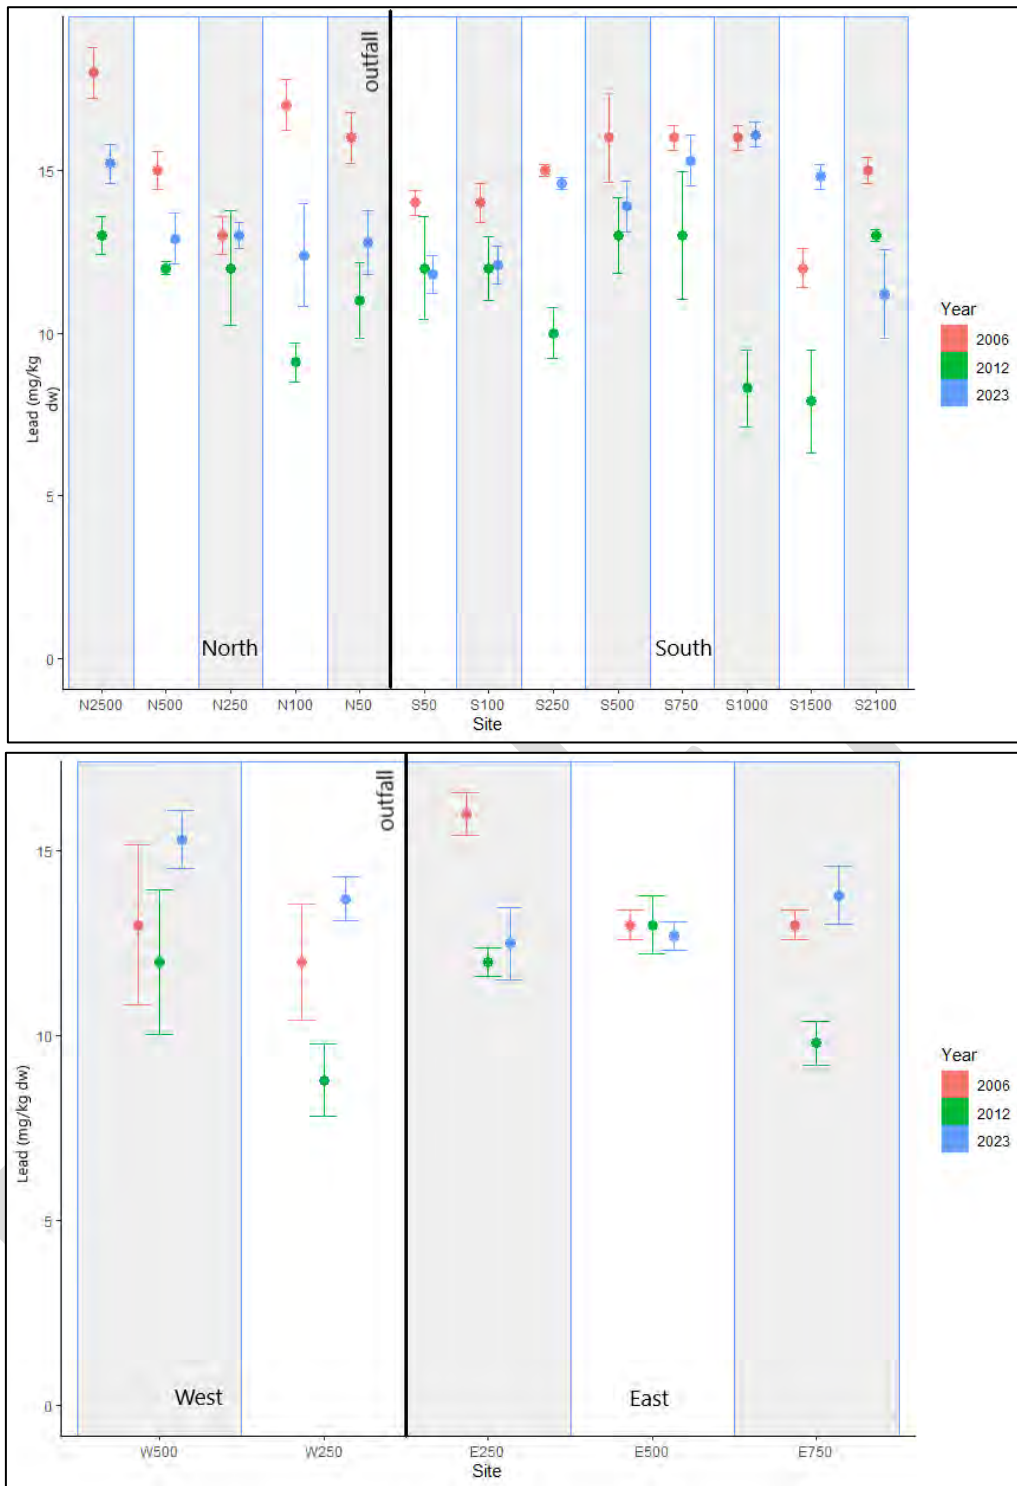 outfall
15
10
5
0
Lead (mg/kg
dw)
North
South
N2500 N500 N250 N100 N50 S50 S100 S250 S500 S750 S1000 S1500 S2100
Site
Year
2006
2012
2023
outfall
15
10
5
0
Lead (mg/kg dw)
West
East
W500 W250 E250 E500 E750
Site
Year
2006
2012
2023